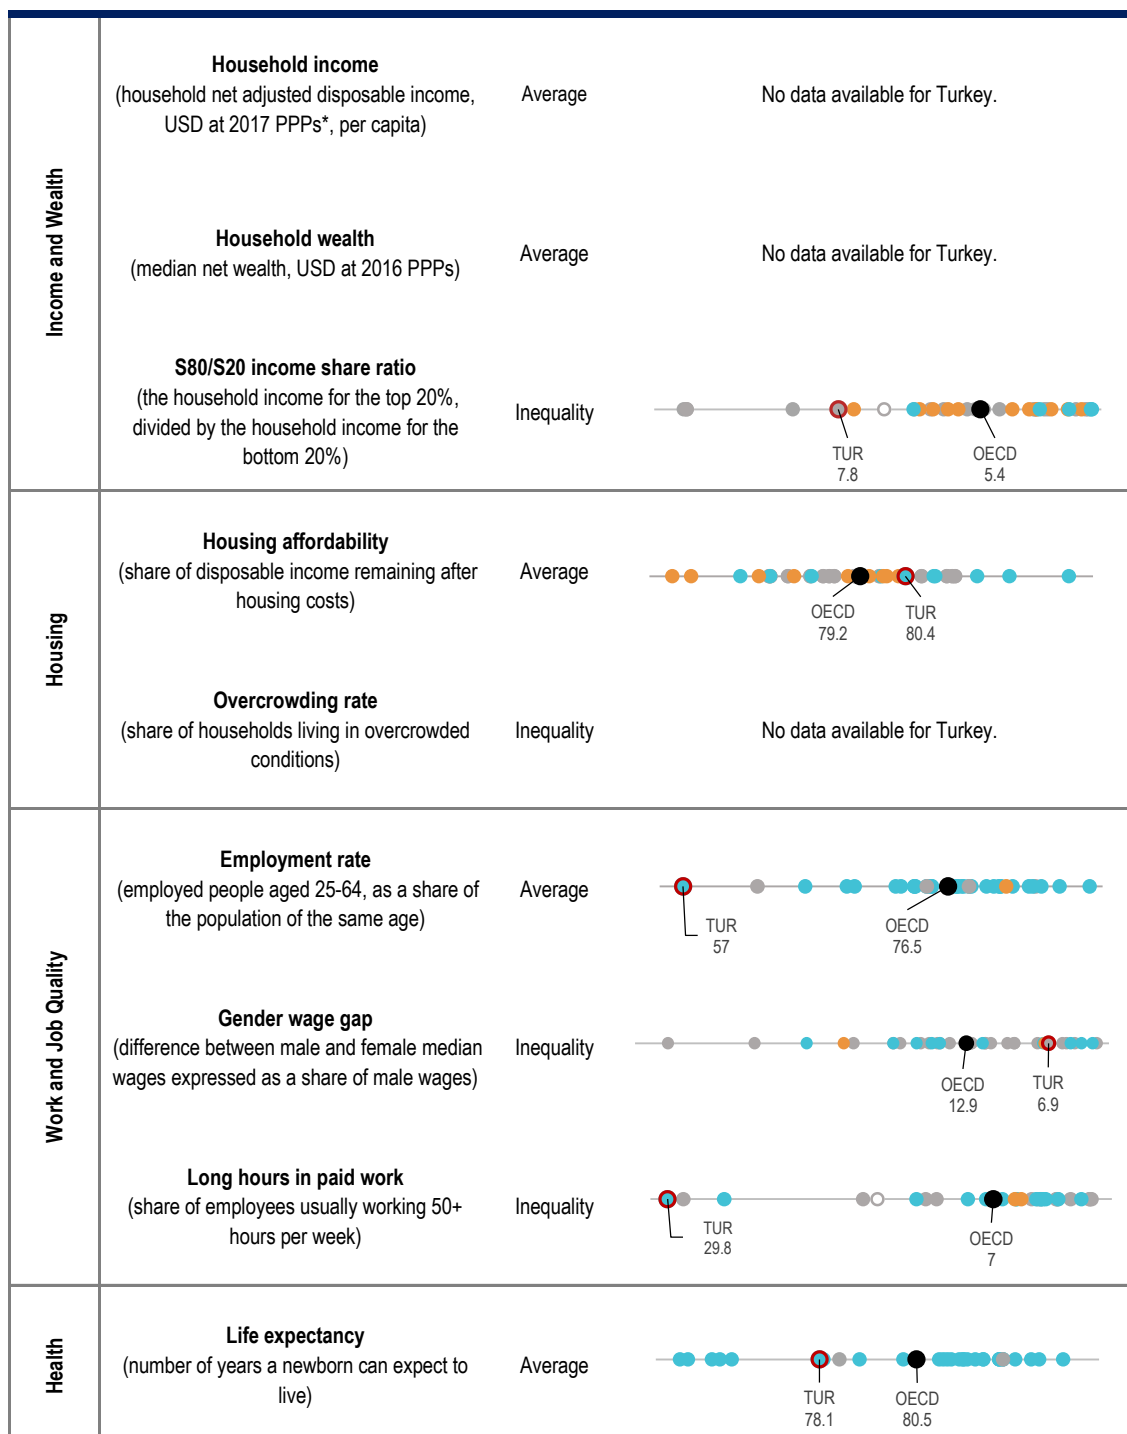 Income and Wealth
Household income
(household net adjusted disposable income,
USD at 2017 PPPs*, per capita)
Average
No data available for Turkey.
Household wealth
(median net wealth, USD at 2016 PPPs)
Average
No data available for Turkey.
S80/S20 income share ratio
(the household income for the top 20%,
divided by the household income for the
bottom 20%)
Inequality
TUR
7.8
OECD
5.4
Housing
Housing affordability
(share of disposable income remaining after
housing costs)
Average
OECD
79.2
TUR
80.4
Overcrowding rate
(share of households living in overcrowded
conditions)
Inequality
No data available for Turkey.
Work and Job Quality
Employment rate
(employed people aged 25-64, as a share of
the population of the same age)
Average
TUR
57
OECD
76.5
Gender wage gap
(difference between male and female median
wages expressed as a share of male wages)
Inequality
OECD
12.9
TUR
6.9
Long hours in paid work
(share of employees usually working 50+
hours per week)
Inequality
TUR
29.8
OECD
7
Health
Life expectancy
(number of years a newborn can expect to
live)
Average
TUR
78.1
OECD
80.5